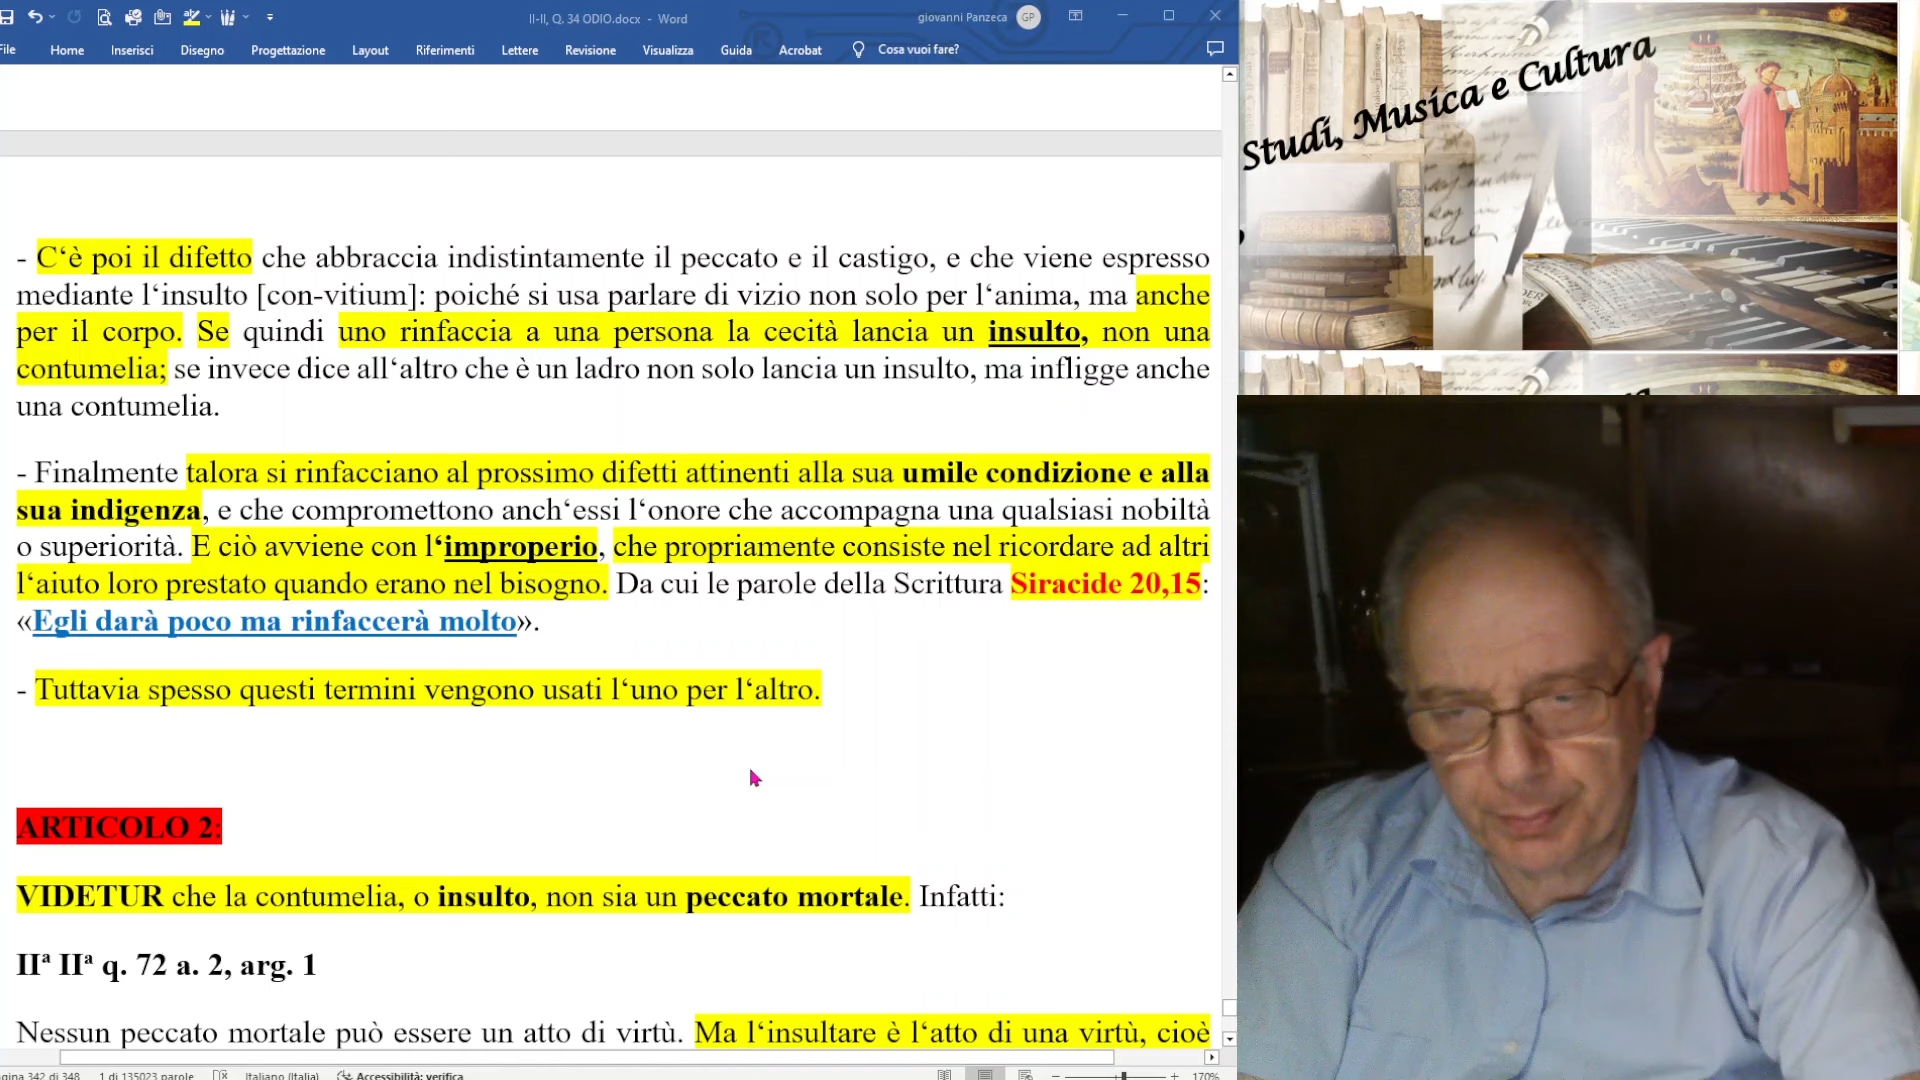 II-II, Q. 34 ODIO.docx - Word
giovanni Panzeca
GP
File
Home
Inserisci
Disegno
Progettazione
Layout
Riferimenti
Lettere
Revisione
Visualizza
Guida
Acrobat
Cosa vuoi fare?
- C‘è poi il difetto che abbraccia indistintamente il peccato e il castigo, e che viene espresso
mediante l‘insulto [con-vitium]: poiché si usa parlare di vizio non solo per l‘anima, ma anche
per il corpo. Se quindi uno rinfaccia a una persona la cecità lancia un insulto, non una
contumelia; se invece dice all‘altro che è un ladro non solo lancia un insulto, ma infligge anche
una contumelia.
- Finalmente talora si rinfacciano al prossimo difetti attinenti alla sua umile condizione e alla
sua indigenza, e che compromettono anch‘essi l‘onore che accompagna una qualsiasi nobiltà
o superiorità. E ciò avviene con l‘improperio, che propriamente consiste nel ricordare ad altri
l‘aiuto loro prestato quando erano nel bisogno. Da cui le parole della Scrittura Siracide 20,15:
«Egli darà poco ma rinfaccerà molto».
- Tuttavia spesso questi termini vengono usati l‘uno per l‘altro.
ARTICOLO 2:
VIDETUR che la contumelia, o insulto, non sia un peccato mortale. Infatti:
IIª IIª q. 72 a. 2, arg. 1
Nessun peccato mortale può essere un atto di virtù. Ma l‘insultare è l‘atto di una virtù, cioè
342 di 348
1 di 135023 parole
Italiano (Italia)
Accessibilità: verifica
170%
Studi, Musica e Cultura